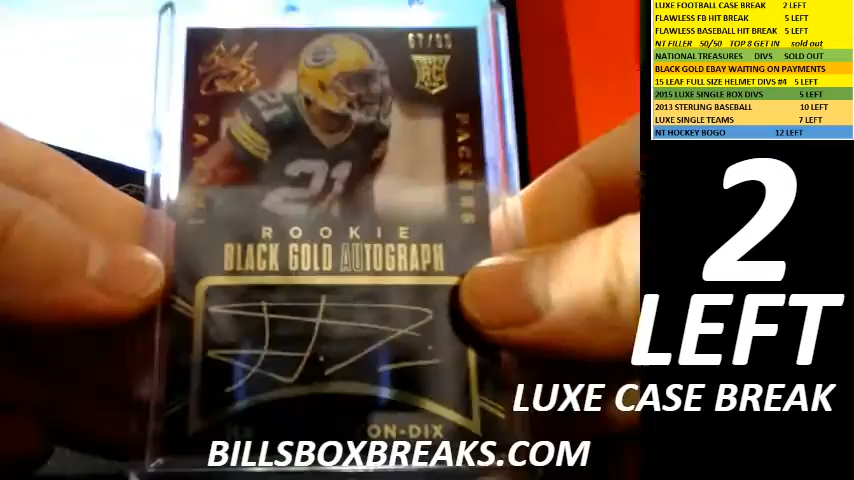 LUXE FOOTBALL CASE BREAK 2 LEFT
FLAWLESS FB HIT BREAK 5 LEFT
FLAWLESS BASEBALL HIT BREAK 5 LEFT
NT FILLER 50/50 TOP 8 GET IN sold out
NATIONAL TREASURES DIVS SOLD OUT
BLACK GOLD EBAY WAITING ON PAYMENTS
15 LEAF FULL SIZE HELMET DIVS #4 5 LEFT
2015 LUXE SINGLE BOX DIVS 5 LEFT
2013 STERLING BASEBALL 10 LEFT
LUXE SINGLE TEAMS 7 LEFT
NT HOCKEY BOGO 12 LEFT
RC
PACKERS
21
ROOKIE
BLACK GOLD AUTOGRAPH
ON-DIX
2
LEFT
LUXE CASE BREAK
BILLSBOXBREAKS.COM